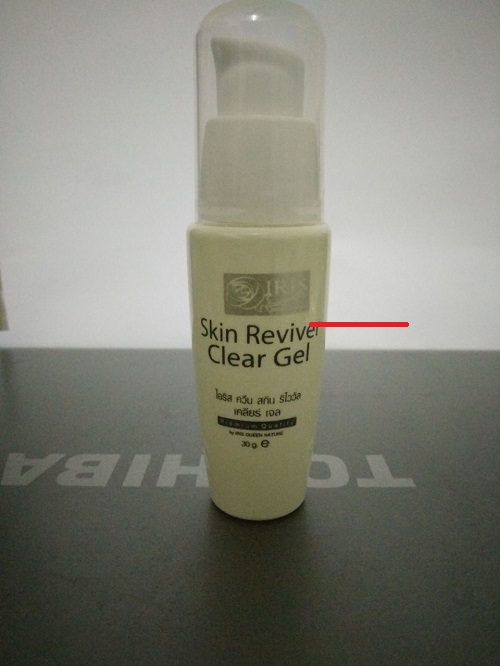 IRIS
Skin Reviver
Clear Gel
ไอริส ควีน สกิน รีไววัล
เคลียร์ เจล
Premium Quality
by IRIS QUEEN NATURE
30 g. ℮
TOSHIBA